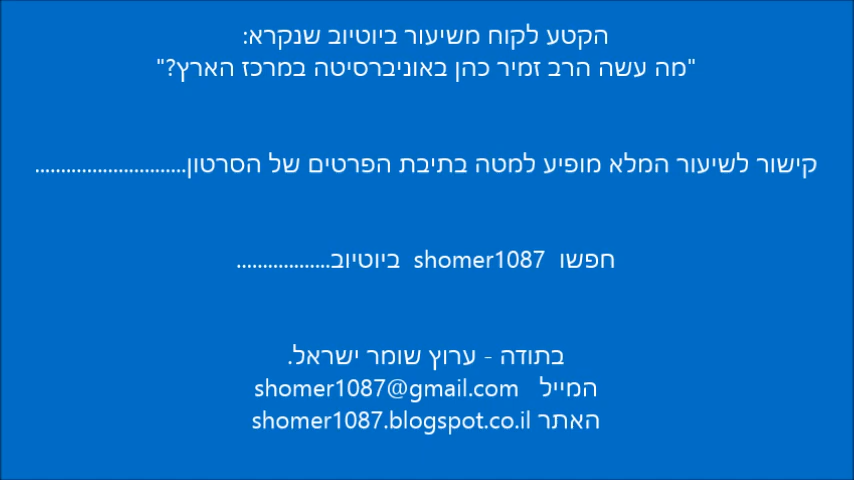 הקטע לקוח משיעור ביוטיוב שנקרא:
"מה עשה הרב זמיר כהן באוניברסיטה במרכז הארץ?"
קישור לשיעור המלא מופיע למטה בתיבת הפרטים של הסרטון.............................
חפשו shomer1087 ביוטיוב..................
בתודה - ערוץ שומר ישראל.
המייל shomer1087@gmail.com
האתר shomer1087.blogspot.co.il